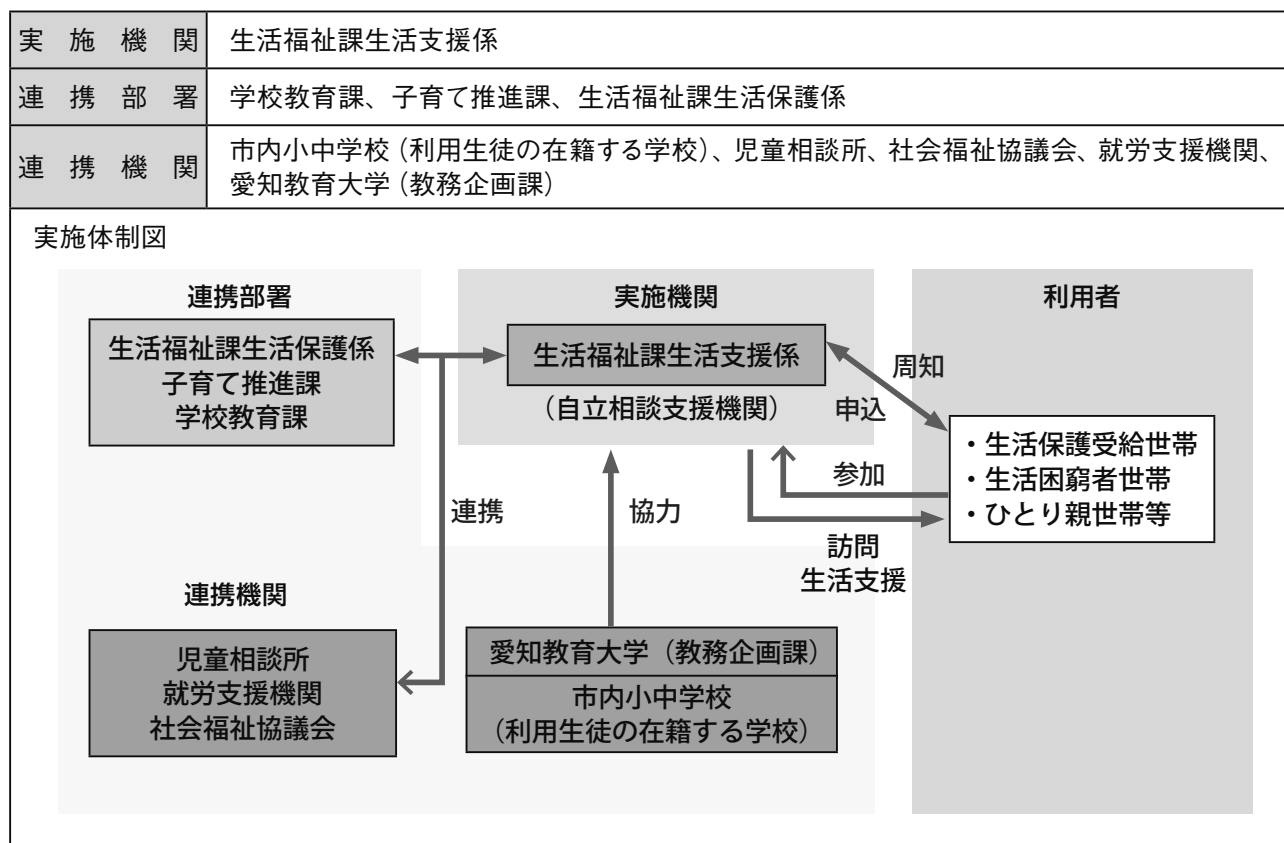 実施機関
生活福祉課生活支援係
連携部署
学校教育課、子育て推進課、生活福祉課生活保護係
連携機関
市内小中学校（利用生徒の在籍する学校）、児童相談所、社会福祉協議会、就労支援機関、
愛知教育大学（教務企画課）
実施体制図
連携部署
生活福祉課生活保護係
子育て推進課
学校教育課
実施機関
生活福祉課生活支援係
（自立相談支援機関）
利用者
周知
申込
・生活保護受給世帯
・生活困窮者世帯
・ひとり親世帯等
参加
訪問
生活支援
連携
協力
連携機関
児童相談所
就労支援機関
社会福祉協議会
愛知教育大学（教務企画課）
市内小中学校
（利用生徒の在籍する学校）